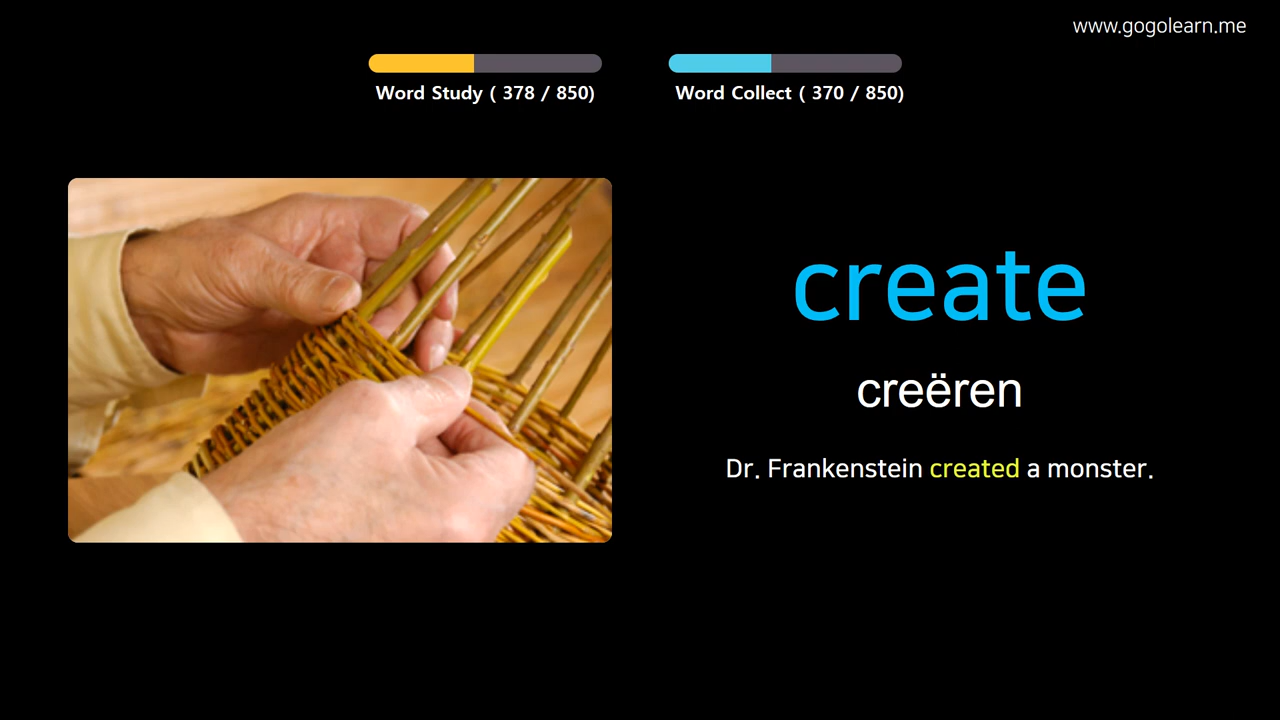 www.gogolearn.me
Word Study ( 378 / 850)
Word Collect ( 370 / 850)
create
creëren
Dr. Frankenstein created a monster.